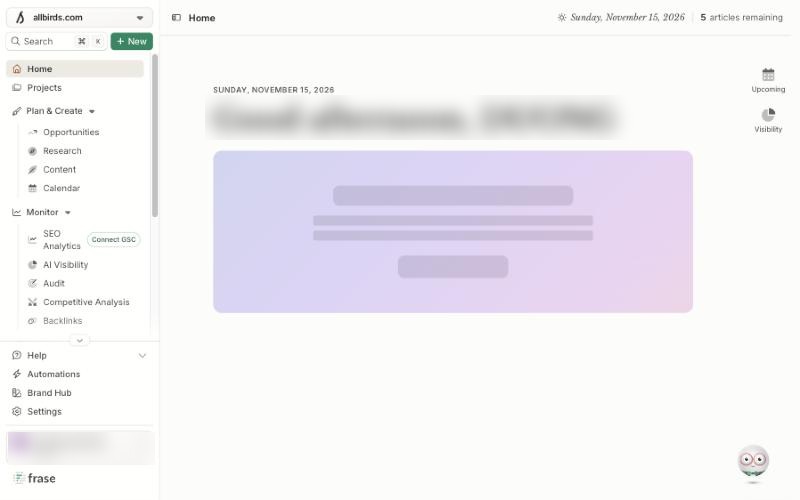 allbirds.com
Search ⌘ K + New
Home
Projects
Plan & Create
Opportunities
Research
Content
Calendar
Monitor
SEO
Analytics
Connect GSC
AI Visibility
Audit
Competitive Analysis
Backlinks
Help
Automations
Brand Hub
Settings
frase
Home
Sunday, November 15, 2026
5 articles remaining
SUNDAY, NOVEMBER 15, 2026
Upcoming
Visibility